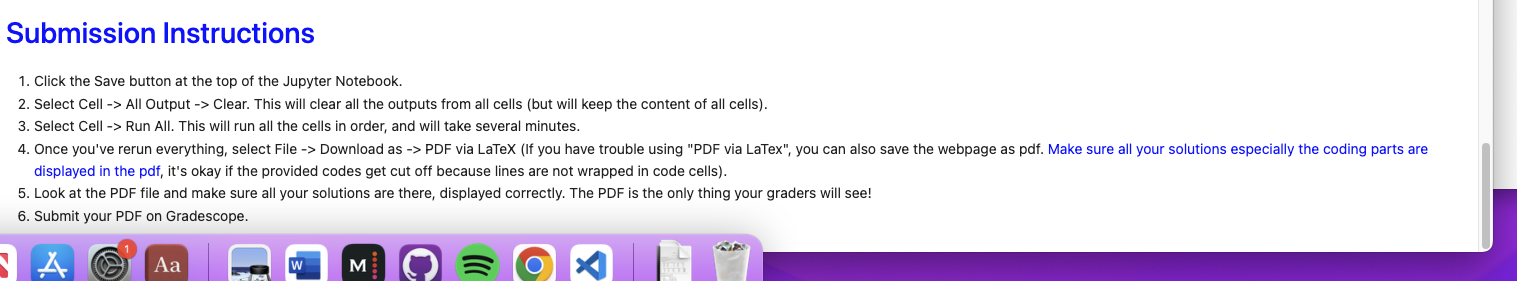 Submission Instructions
1. Click the Save button at the top of the Jupyter Notebook.
2. Select Cell -> All Output -> Clear. This will clear all the outputs from all cells (but will keep the content of all cells).
3. Select Cell -> Run All. This will run all the cells in order, and will take several minutes.
4. Once you've rerun everything, select File -> Download as -> PDF via LaTeX (If you have trouble using "PDF via LaTex", you can also save the webpage as pdf. Make sure all your solutions especially the coding parts are
displayed in the pdf, it's okay if the provided codes get cut off because lines are not wrapped in code cells).
5. Look at the PDF file and make sure all your solutions are there, displayed correctly. The PDF is the only thing your graders will see!
6. Submit your PDF on Gradescope.
1
Aa
W
M